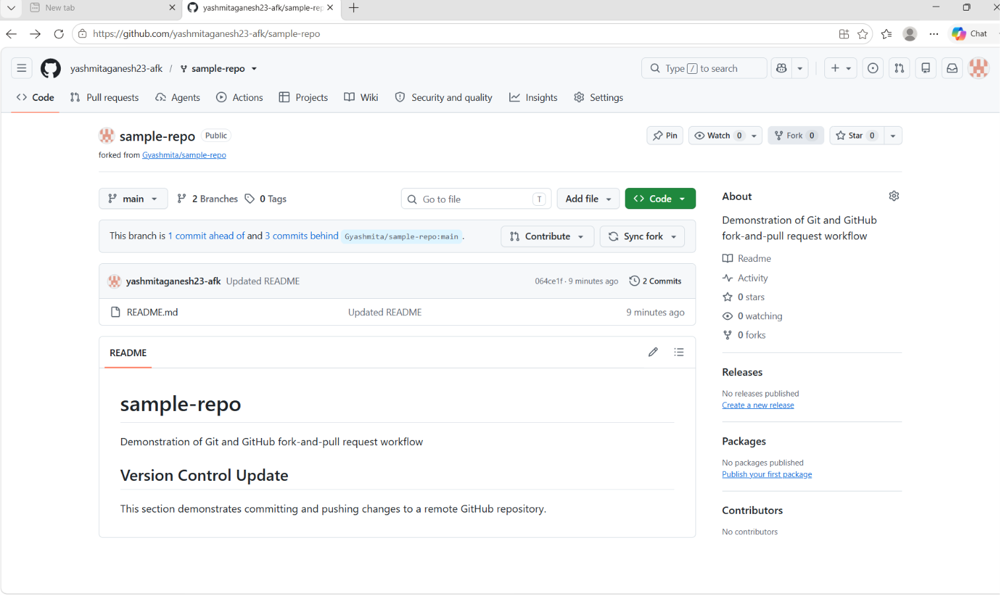 New tab
yashmitaganesh23-afk/sample-rep
https://github.com/yashmitaganesh23-afk/sample-repo
Chat
yashmitaganesh23-afk / sample-repo
Type / to search
Code Pull requests Agents Actions Projects Wiki Security and quality Insights Settings
sample-repo Public
Pin Watch 0 Fork 0 Star 0
forked from Gyashmita/sample-repo
main 2 Branches 0 Tags
Go to file T Add file Code
This branch is 1 commit ahead of and 3 commits behind Gyashmita/sample-repo:main .
Contribute Sync fork
yashmitaganesh23-afk Updated README 064ce1f · 9 minutes ago 2 Commits
README.md Updated README 9 minutes ago
README
sample-repo
Demonstration of Git and GitHub fork-and-pull request workflow
Version Control Update
This section demonstrates committing and pushing changes to a remote GitHub repository.
About
Demonstration of Git and GitHub
fork-and-pull request workflow
Readme
Activity
0 stars
0 watching
0 forks
Releases
No releases published
Create a new release
Packages
No packages published
Publish your first package
Contributors
No contributors